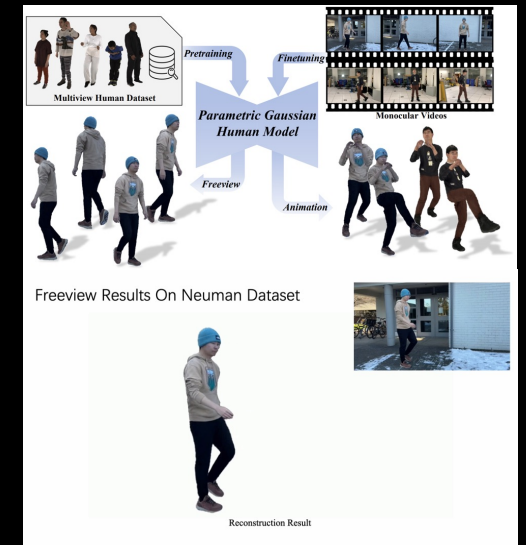 Pretraining
Finetuning
Multiview Human Dataset
Monocular Videos
Parametric Gaussian
Human Model
Freeview
Animation
Freeview Results On Neuman Dataset
Reconstruction Result